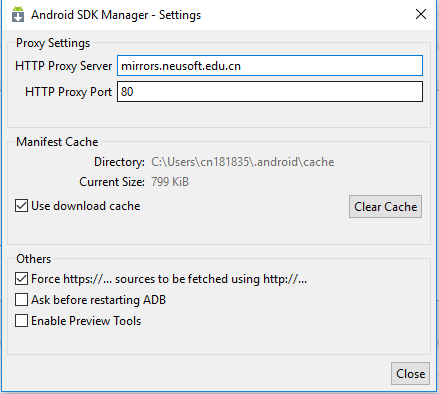 Android SDK Manager - Settings
Proxy Settings
HTTP Proxy Server mirrors.neusoft.edu.cn
HTTP Proxy Port 80
Manifest Cache
Directory: C:\Users\cn181835\.android\cache
Current Size: 799 KiB
Use download cache Clear Cache
Others
Force https://... sources to be fetched using http://...
Ask before restarting ADB
Enable Preview Tools
Close